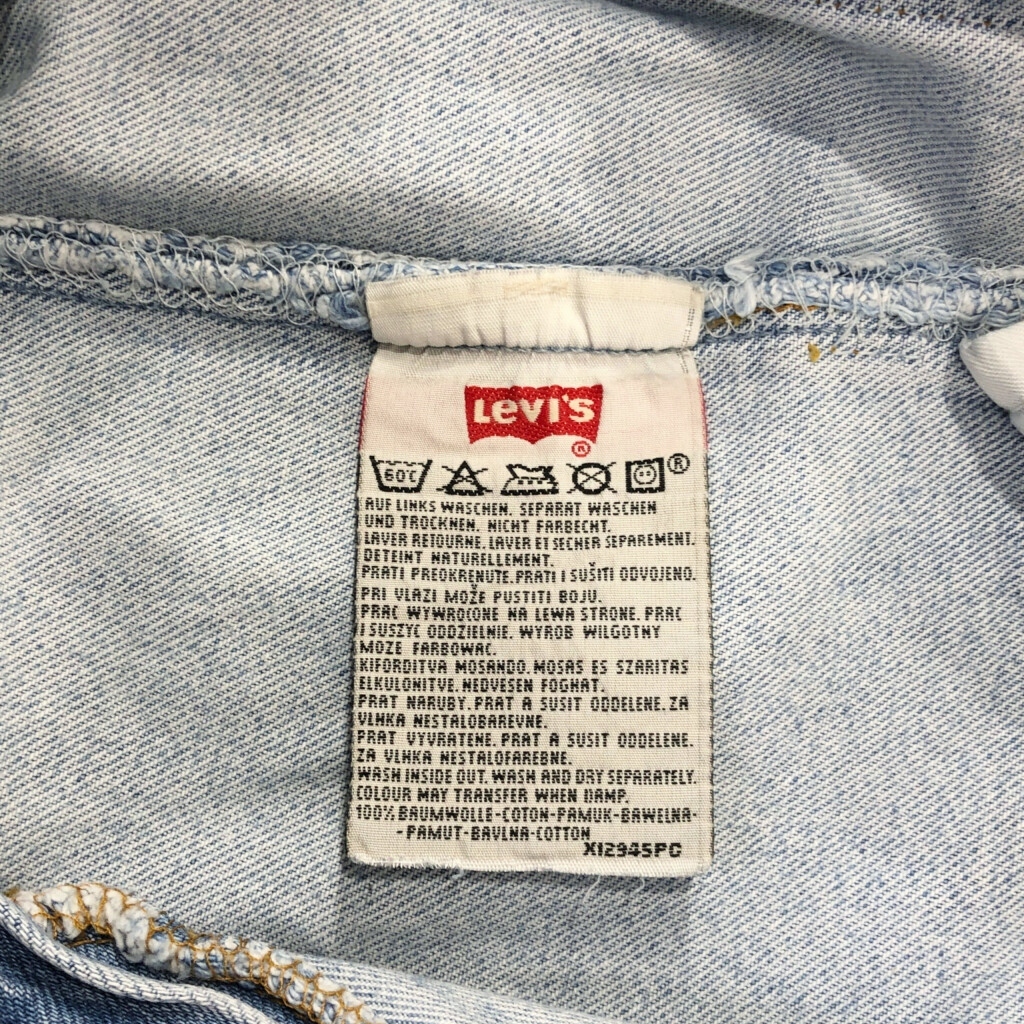 Levi's
®
60C ®
AUF LINKS WASCHEN. SEPARAT WASCHEN
UND TROCKNEN. NICHT FARBECHT.
LAVER RETOURNE. LAVER ET SECHER SEPAREMENT.
DETEINT NATURELLEMENT.
PRATI PREOKRENUTE. PRATI I SUŠITI ODVOJENO.
PRI VLAZI MOŽE PUSTITI BOJU.
PRAC WYWROCONE NA LEWA STRONE. PRAC
I SUSZYC ODDZIELNIE. WYROB WILGOTNY
MOZE FARBOWAC.
KIFORDITVA MOSANDO. MOSAS ES SZARITAS
ELKULONITVE. NEDVESEN FOGHAT.
PRAT NARUBY. PRAT A SUSIT ODDELENE. ZA
VLHKA NESTALOBAREVNE.
PRAT VYVRATENE. PRAT A SUSIT ODDELENE.
ZA VLHKA NESTALOFAREBNE.
WASH INSIDE OUT. WASH AND DRY SEPARATELY.
COLOUR MAY TRANSFER WHEN DAMP.
100% BAUMWOLLE-COTON-PAMUK-BAWELNA-
-PAMUT-BAVLNA-COTTON
X12945PC